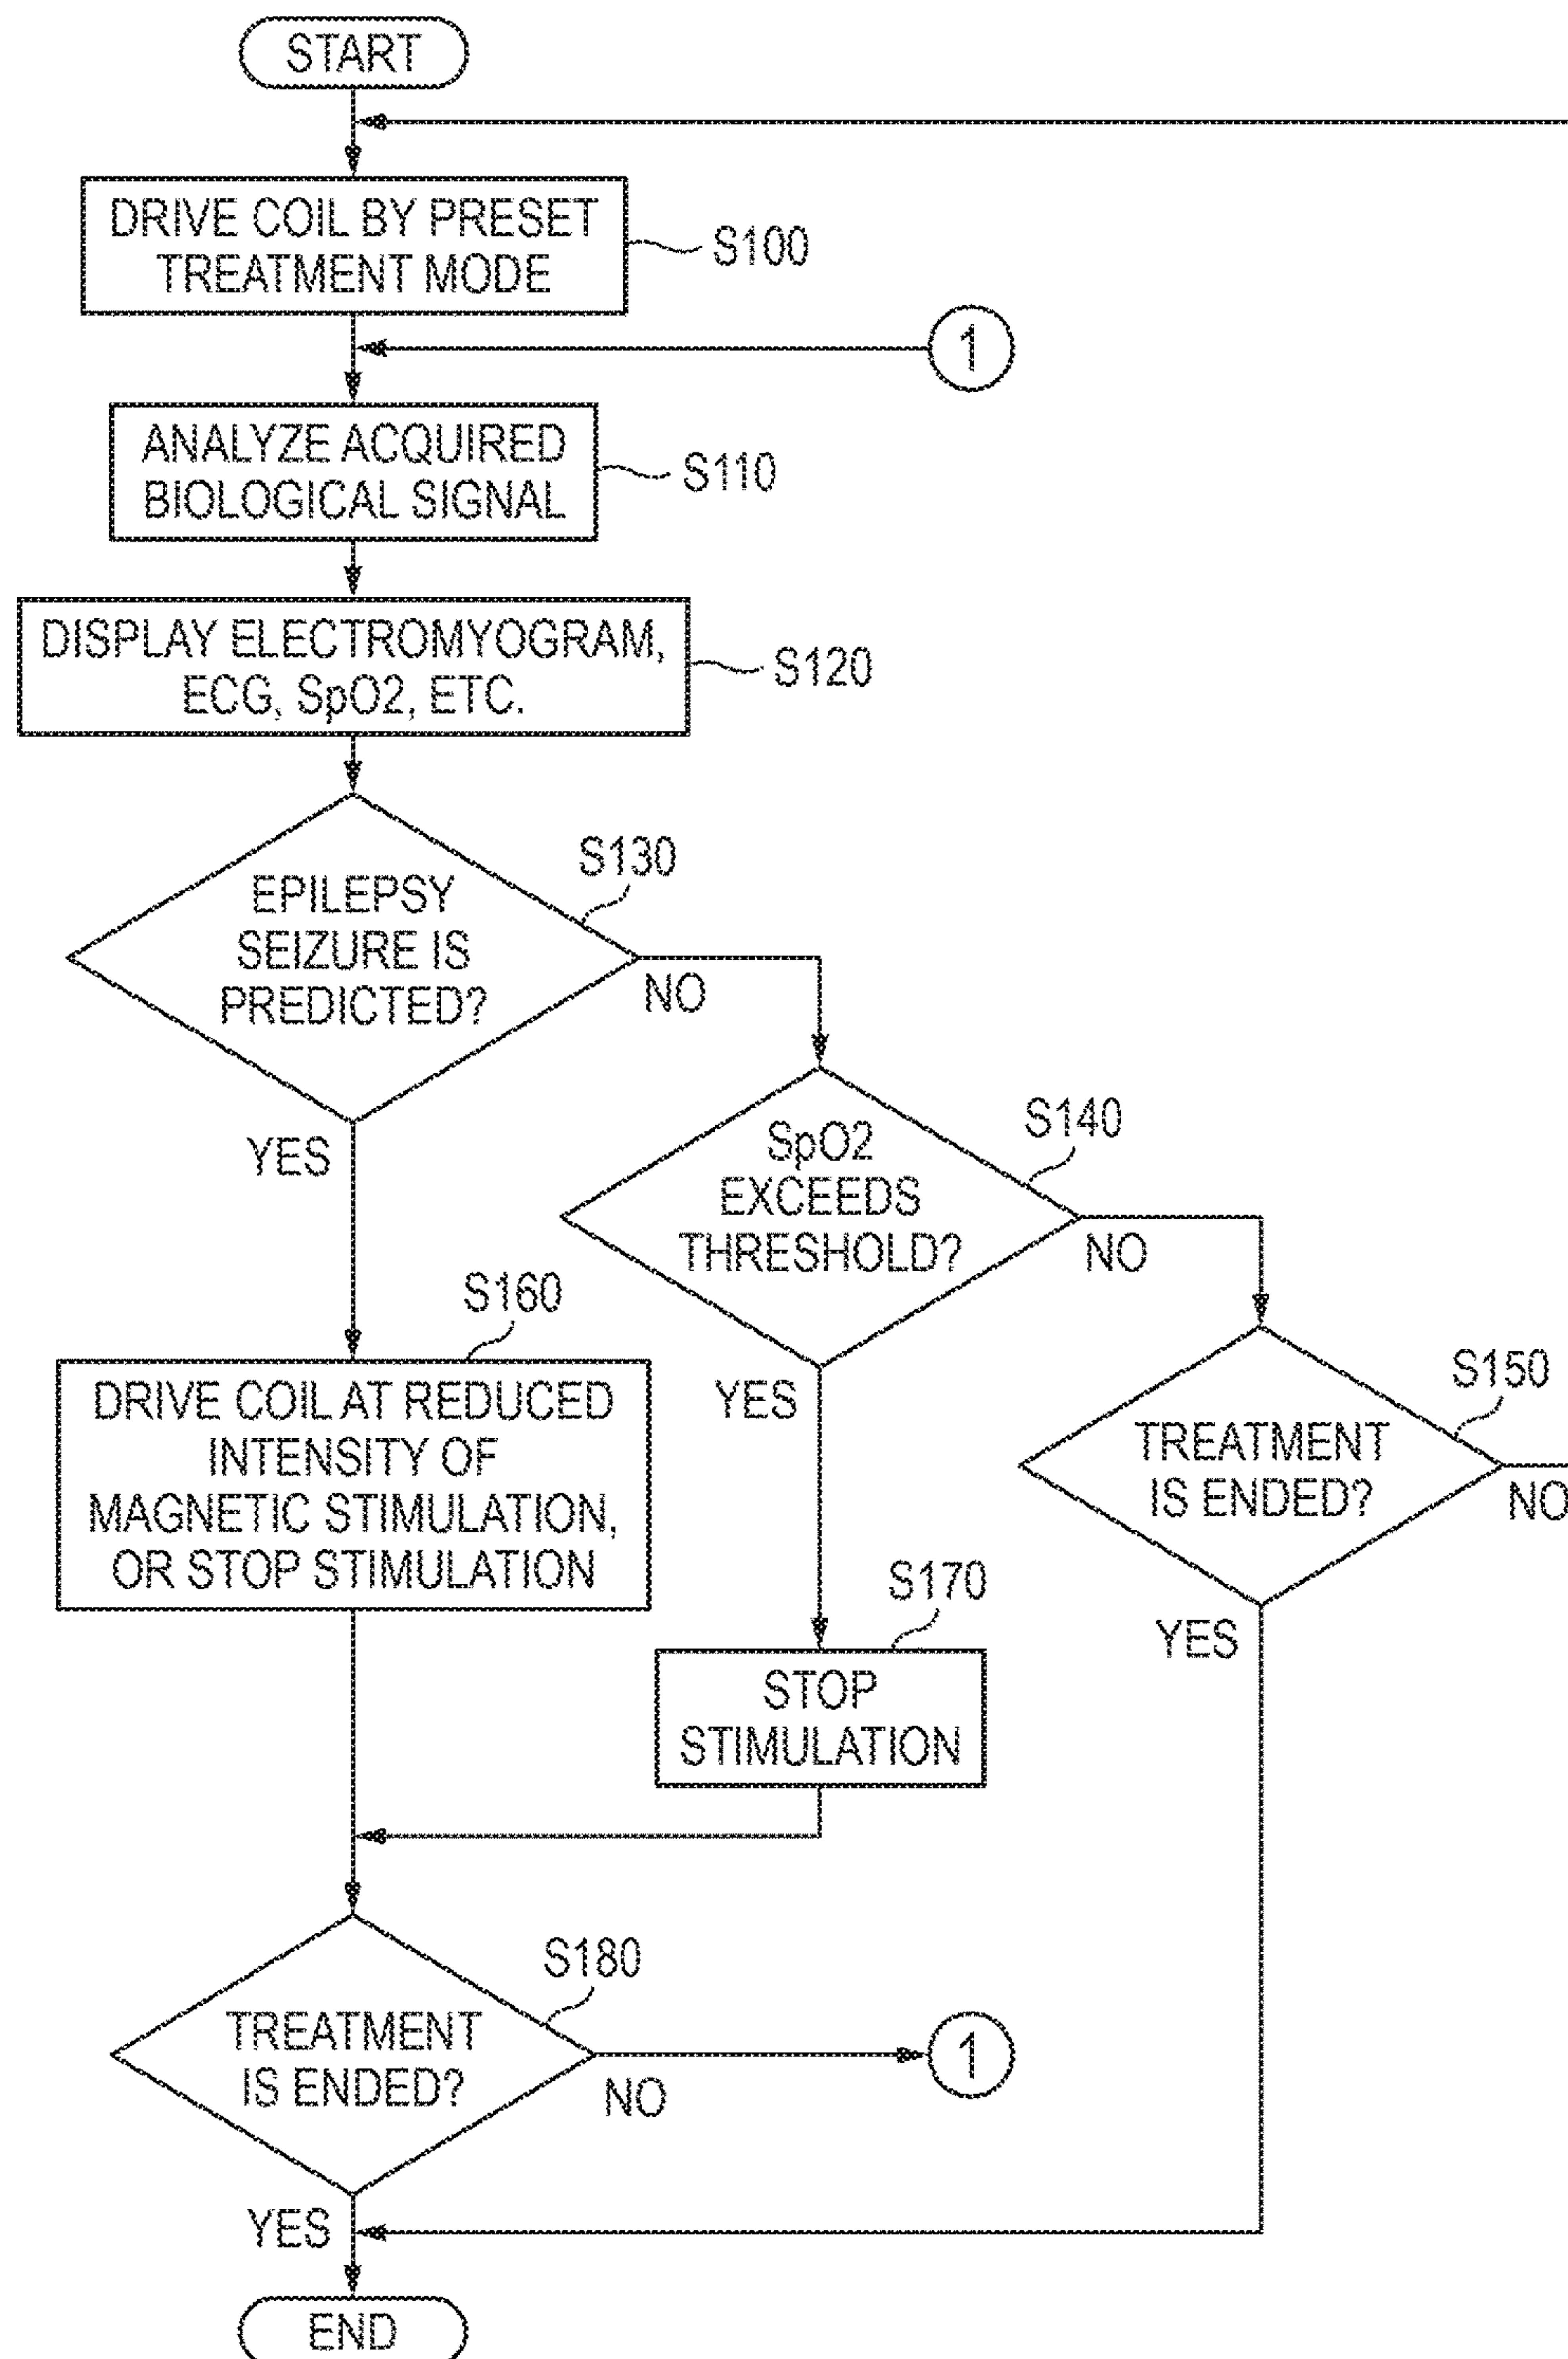 START
DRIVE COIL BY PRESET
TREATMENT MODE
S100
1
ANALYZE ACQUIRED
BIOLOGICAL SIGNAL
S110
DISPLAY ELECTROMYOGRAM,
ECG, SpO2, ETC.
S120
S130
EPILEPSY
SEIZURE IS
PREDICTED?
NO
YES
S140
SpO2
EXCEEDS
THRESHOLD?
NO
YES
S150
TREATMENT
IS ENDED?
NO
YES
S160
DRIVE COIL AT REDUCED
INTENSITY OF
MAGNETIC STIMULATION,
OR STOP STIMULATION
S170
STOP
STIMULATION
S180
TREATMENT
IS ENDED?
NO
1
YES
END